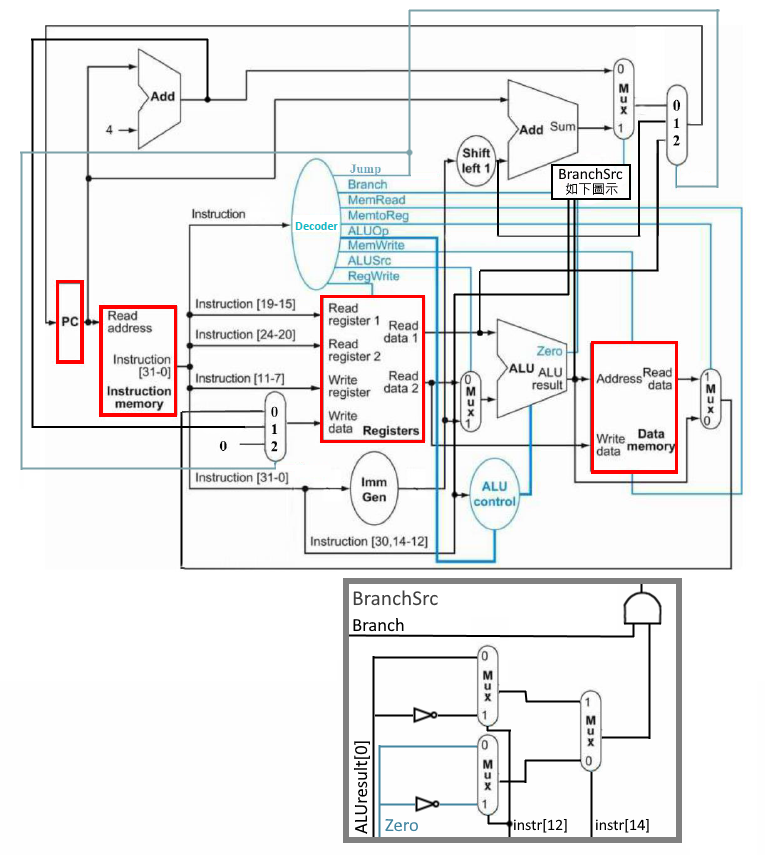 Add
4
0
Mux
1
0
1
2
Add
Sum
Shift
left 1
BranchSrc
如下圖示
Jump
Branch
MemRead
MemtoReg
ALUOp
MemWrite
ALUSrc
RegWrite
Decoder
Instruction
PC
Read
address
Instruction
[31-0]
Instruction
memory
Instruction [19-15]
Instruction [24-20]
Instruction [11-7]
Instruction [31-0]
Instruction [30,14-12]
0
1
2
0
Read
register 1
Read
register 2
Write
register
Write
data
Read
data 1
Read
data 2
Registers
Imm
Gen
0
Mux
1
Zero
ALU
ALU
result
ALU
control
Address
Read
data
Write
data
Data
memory
1
Mux
0
BranchSrc
Branch
0
Mux
1
0
Mux
1
1
Mux
0
ALUresult[0]
Zero
instr[12]
instr[14]